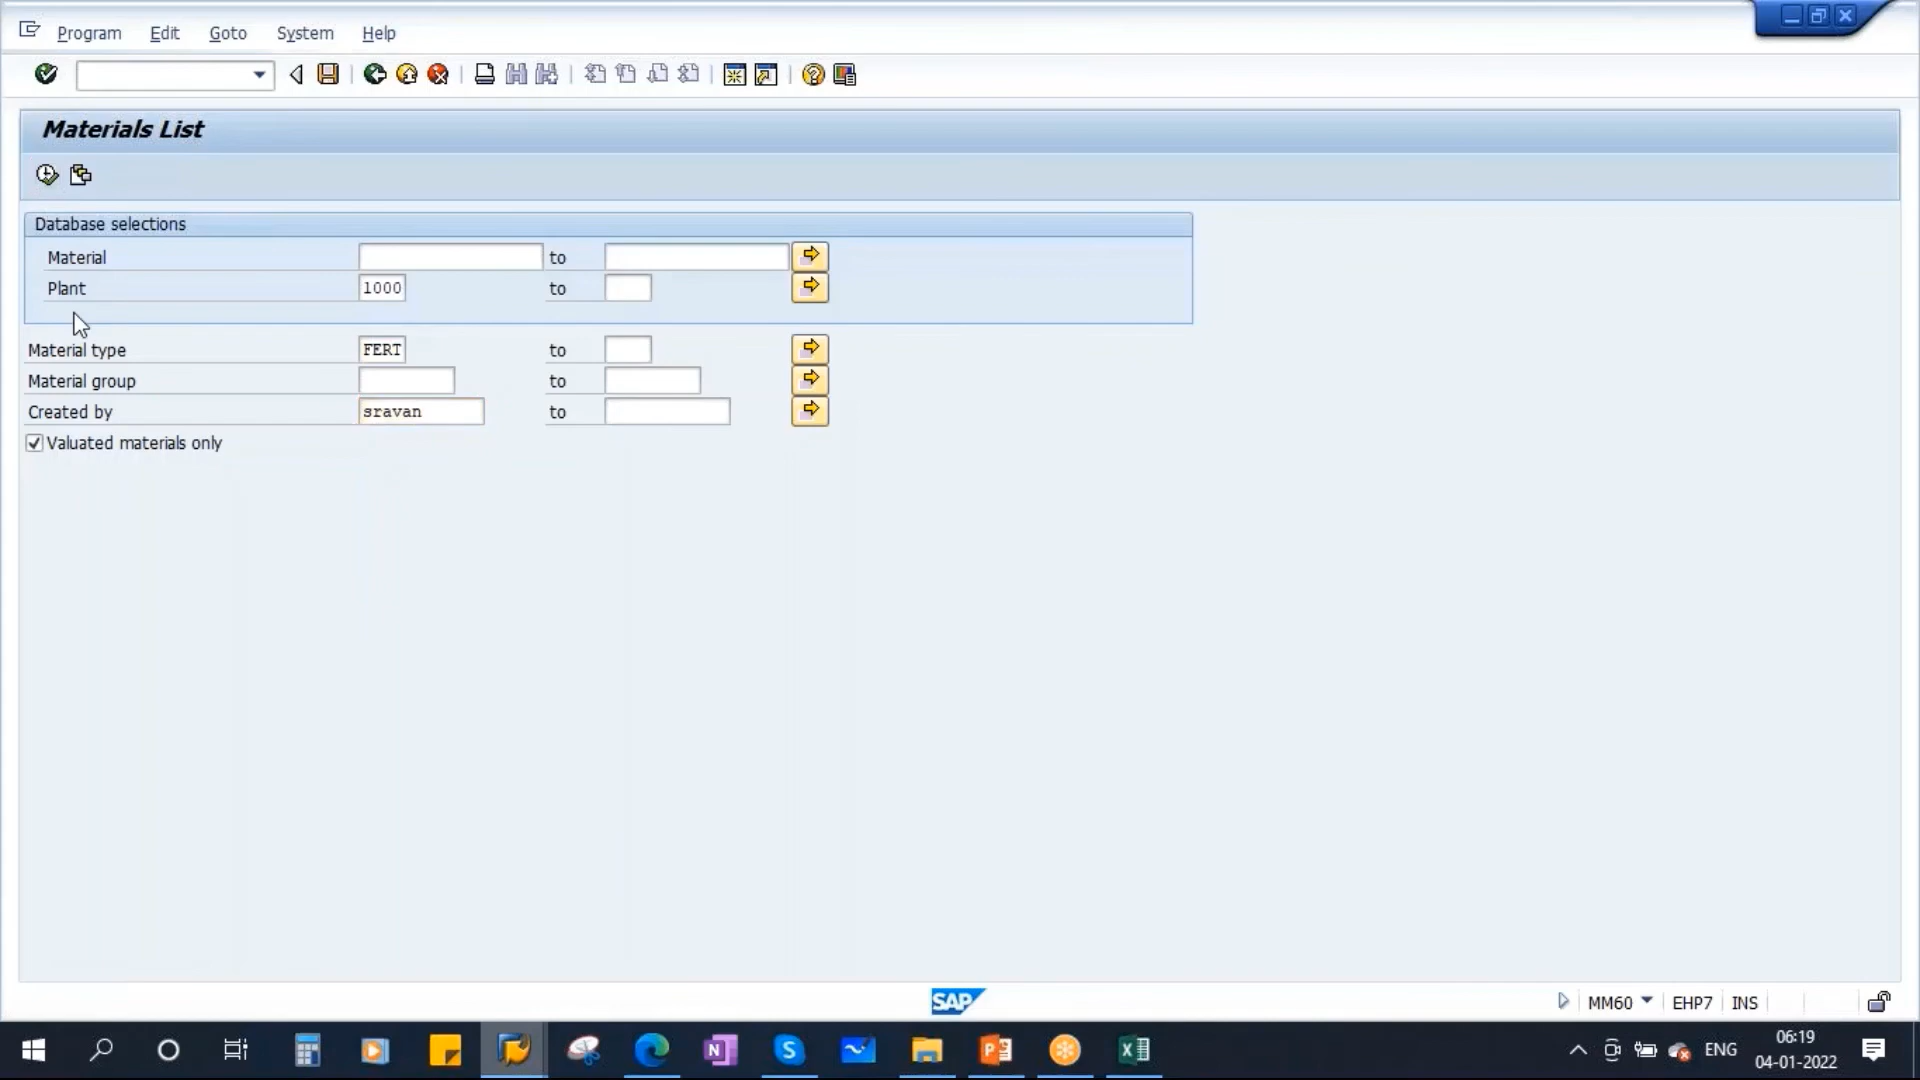 Program Edit Goto System Help
Materials List
Database selections
Material to
Plant 1000 to
Material type FERT to
Material group to
Created by sravan to
Valuated materials only
SAP
MM60 EHP7 INS
N S P X
ENG 06:19
04-01-2022